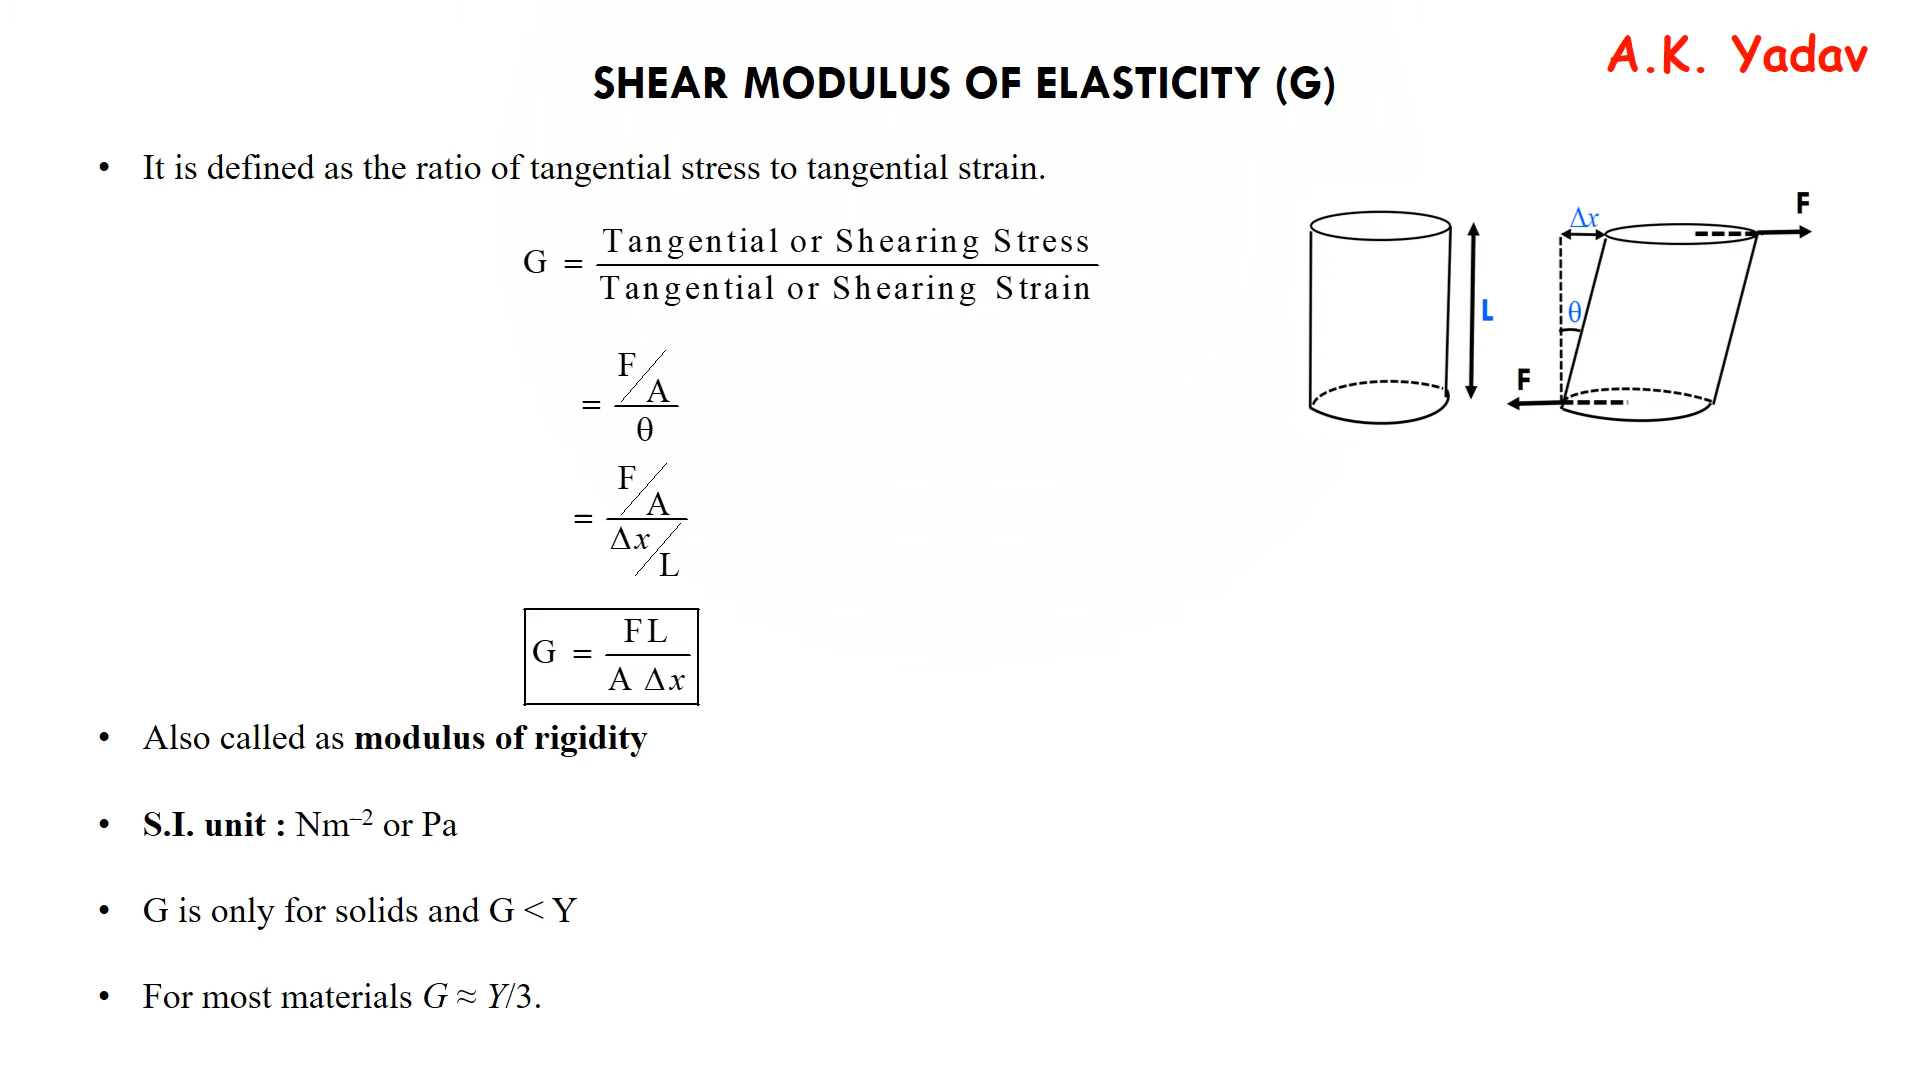 A.K. Yadav
SHEAR MODULUS OF ELASTICITY (G)
• It is defined as the ratio of tangential stress to tangential strain.
G = Tangential or Shearing Stress / Tangential or Shearing Strain
= F/A / θ
= F/A / Δx/L
G = FL / A Δx
L
Δx
F
θ
F
• Also called as modulus of rigidity
• S.I. unit : Nm⁻² or Pa
• G is only for solids and G < Y
• For most materials G ≈ Y/3.